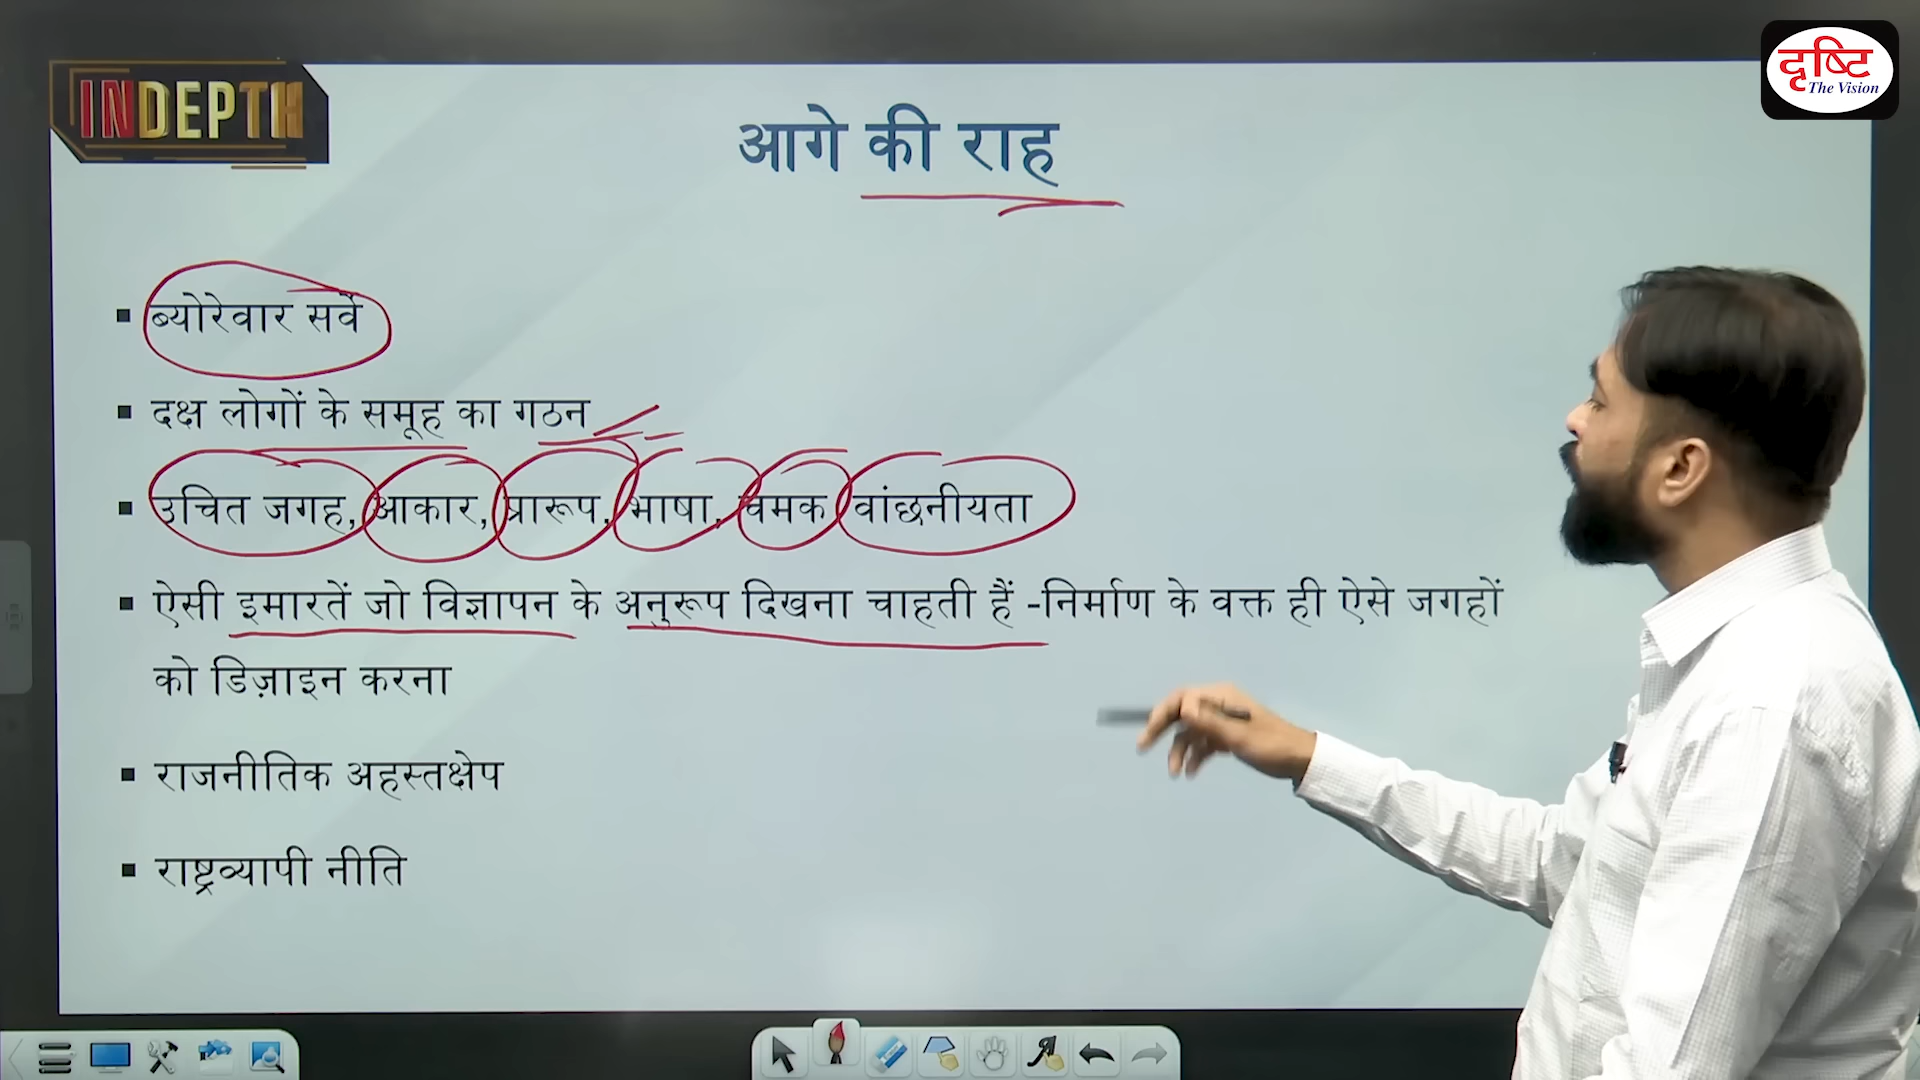 INDEPTH
दृष्टि
The Vision
आगे की राह
ब्योरेवार सर्वे
दक्ष लोगों के समूह का गठन
उचित जगह, आकार, प्रारूप, भाषा, चमक वांछनीयता
ऐसी इमारतें जो विज्ञापन के अनुरूप दिखना चाहती हैं -निर्माण के वक्त ही ऐसे जगहों
को डिज़ाइन करना
राजनीतिक अहस्तक्षेप
राष्ट्रव्यापी नीति